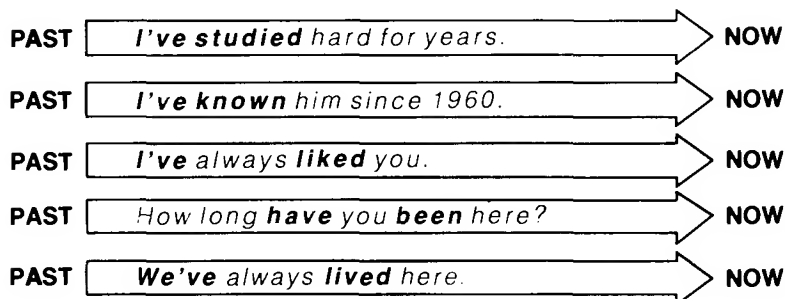 PAST I've studied hard for years. NOW
PAST I've known him since 1960. NOW
PAST I've always liked you. NOW
PAST How long have you been here? NOW
PAST We've always lived here. NOW